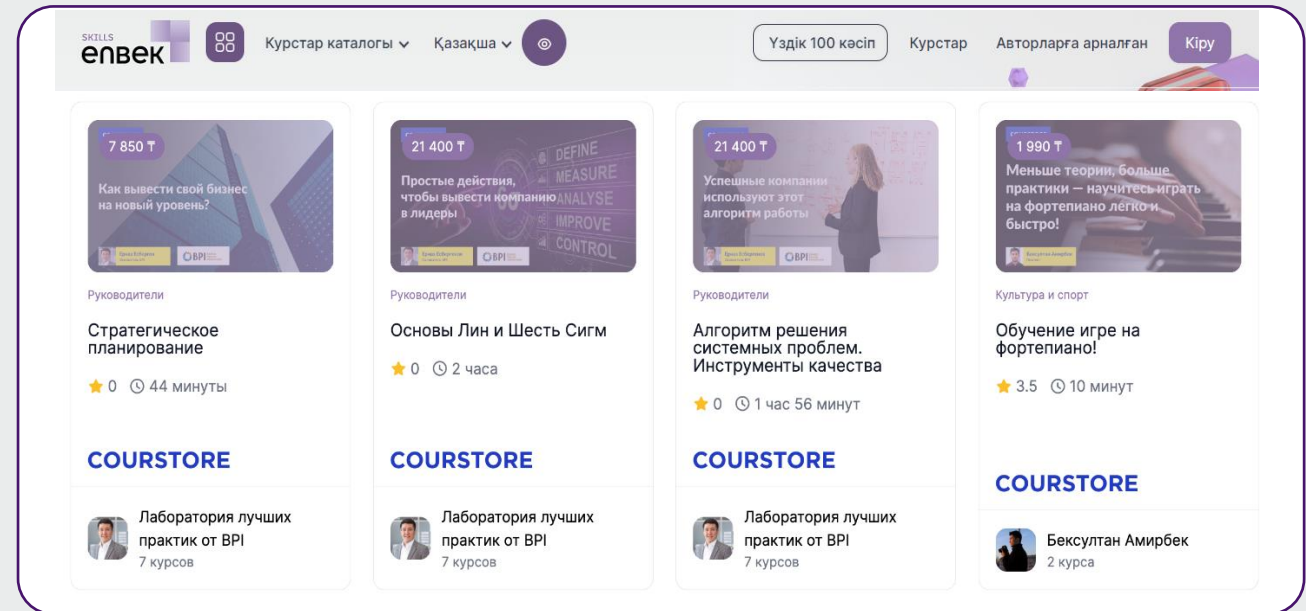 SKILLS
enbek
Курстар каталогы
Қазақша
Үздік 100 кәсіп
Курстар
Авторларға арналған
Кіру
7 850 ₸
Как вывести свой бизнес
на новый уровень?
BPI
Руководители
Стратегическое
планирование
0
44 минуты
COURSTORE
Лаборатория лучших
практик от BPI
7 курсов
21 400 ₸
Простые действия,
чтобы вывести компанию
в лидеры
DEFINE
MEASURE
ANALYSE
IMPROVE
CONTROL
BPI
Руководители
Основы Лин и Шесть Сигм
0
2 часа
COURSTORE
Лаборатория лучших
практик от BPI
7 курсов
21 400 ₸
Успешные компании
используют этот
алгоритм работы
BPI
Руководители
Алгоритм решения
системных проблем.
Инструменты качества
0
1 час 56 минут
COURSTORE
Лаборатория лучших
практик от BPI
7 курсов
1 990 ₸
Меньше теории, больше
практики — научитесь играть
на фортепиано легко и
быстро!
Культура и спорт
Обучение игре на
фортепиано!
3.5
10 минут
COURSTORE
Бексултан Амирбек
2 курса